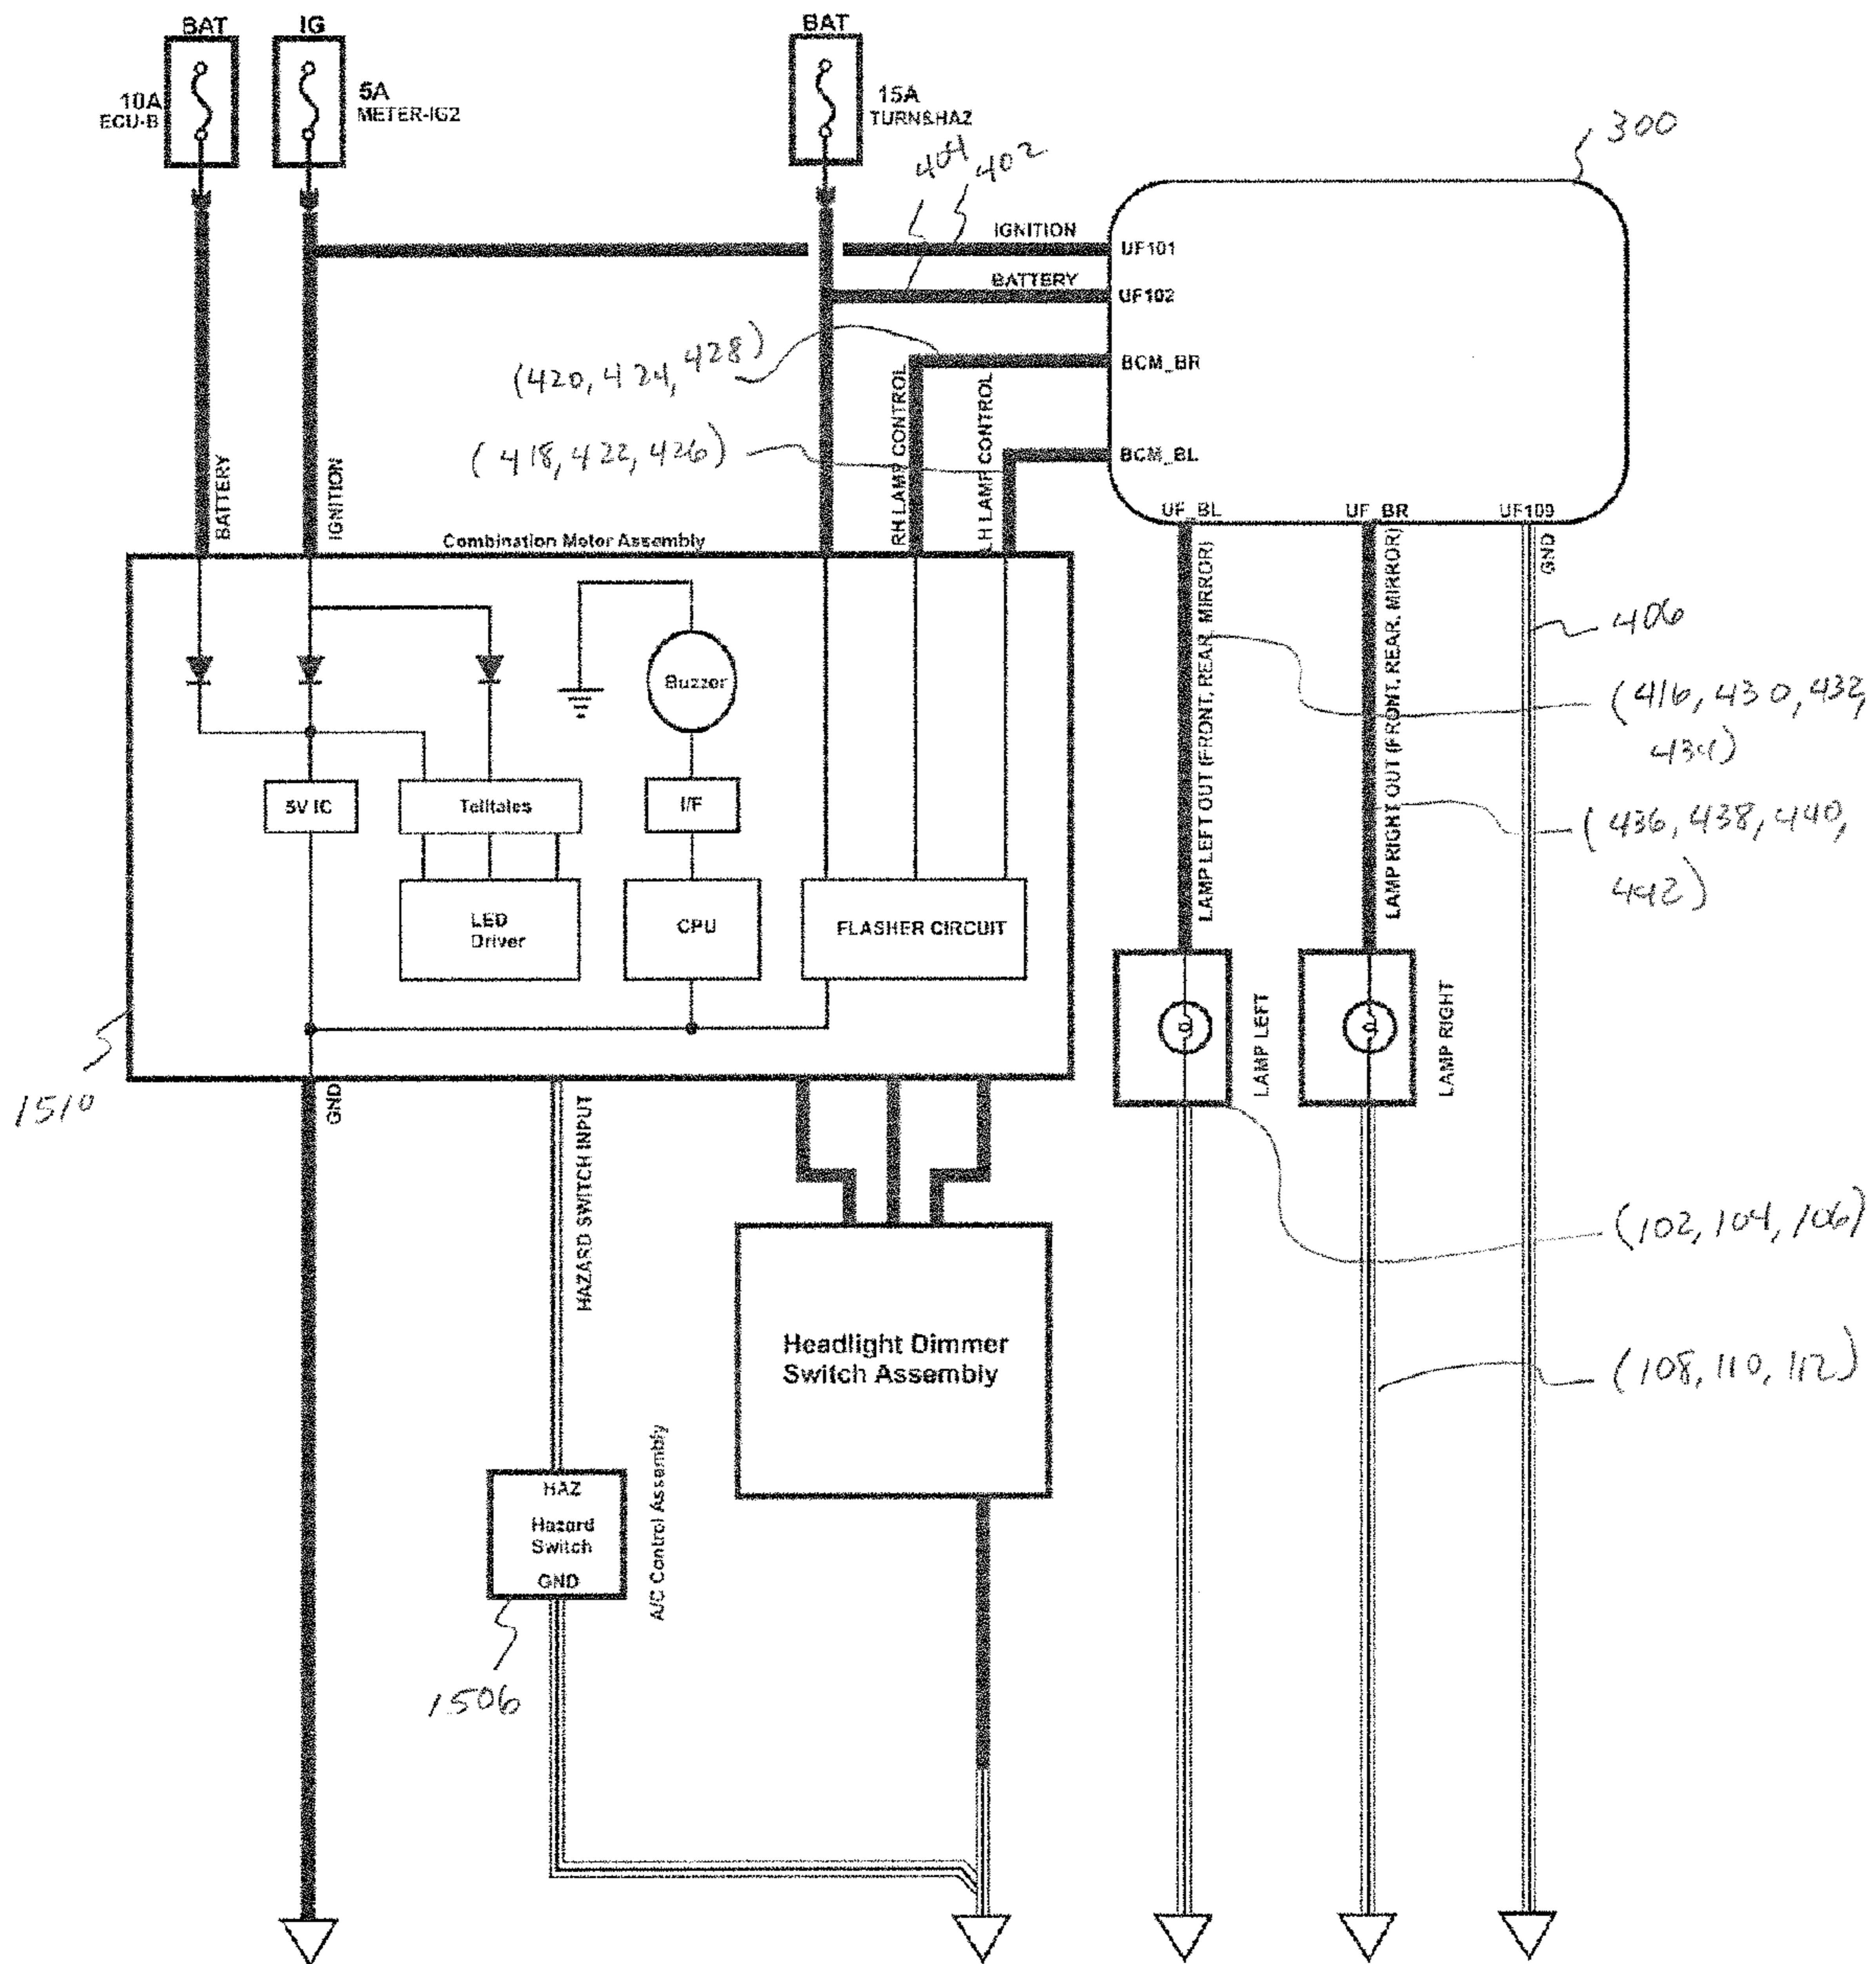 BAT
IG
BAT
10A
ECU-B
5A
METER-IG2
15A
TURN&HAZ
404
402
300
IGNITION
UF101
BATTERY
UF102
(420, 424, 428)
BCM_BR
(418, 422, 426)
BCM_BL
RH LAMP CONTROL
LH LAMP CONTROL
BATTERY
IGNITION
Combination Motor Assembly
UF_BL
UF_BR
UF109
GND
LAMP LEFT OUT (FRONT, REAR, MIRROR)
LAMP RIGHT OUT (FRONT, REAR, MIRROR)
406
(416, 430, 432,
434)
(436, 438, 440,
442)
Buzzer
5V IC
Telltales
I/F
LED
Driver
CPU
FLASHER CIRCUIT
LAMP LEFT
LAMP RIGHT
1510
GND
HAZARD SWITCH INPUT
(102, 104, 106)
Headlight Dimmer
Switch Assembly
(108, 110, 112)
HAZ
Hazard
Switch
GND
A/C Control Assembly
1506